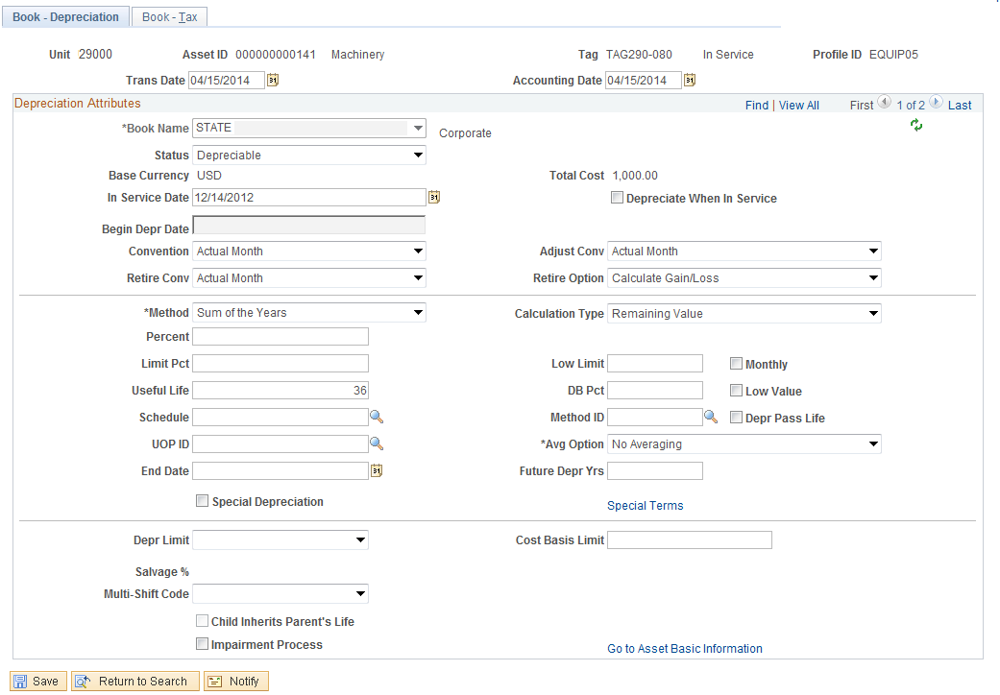 Book - Depreciation Book - Tax
Unit 29000 Asset ID 000000000141 Machinery Tag TAG290-080 In Service Profile ID EQUIP05
Trans Date 04/15/2014 31 Accounting Date 04/15/2014 31
Depreciation Attributes Find | View All First 1 of 2 Last
*Book Name STATE Corporate
Status Depreciable
Base Currency USD Total Cost 1,000.00
In Service Date 12/14/2012 31 Depreciate When In Service
Begin Depr Date
Convention Actual Month Adjust Conv Actual Month
Retire Conv Actual Month Retire Option Calculate Gain/Loss
*Method Sum of the Years Calculation Type Remaining Value
Percent
Limit Pct Low Limit Monthly
Useful Life 36 DB Pct Low Value
Schedule Method ID Depr Pass Life
UOP ID *Avg Option No Averaging
End Date 31 Future Depr Yrs
Special Depreciation Special Terms
Depr Limit Cost Basis Limit
Salvage %
Multi-Shift Code
Child Inherits Parent's Life
Impairment Process Go to Asset Basic Information
Save Return to Search Notify